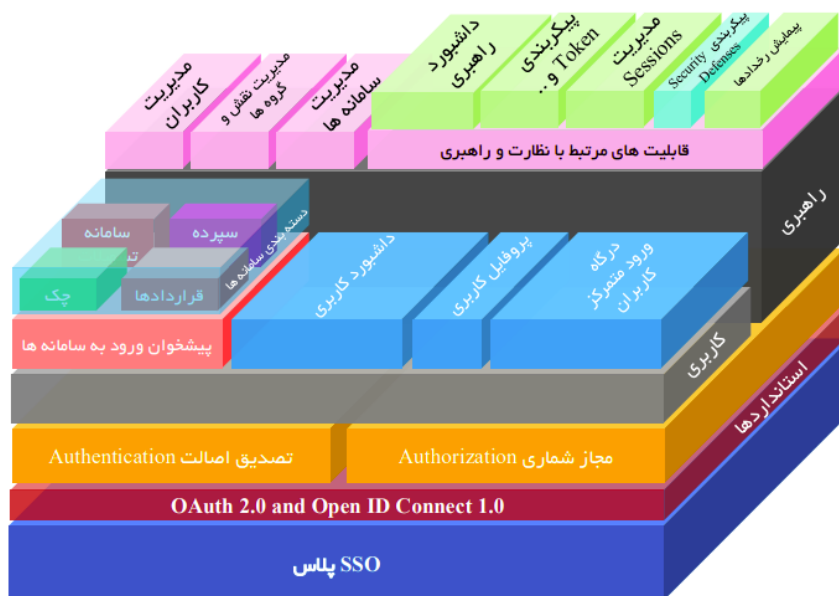 مدیریت
کاربران
مدیریت نقش و
گروه ها
مدیریت
سامانه ها
داشبورد
راهبری
پیکربندی
Token و..
مدیریت
Sessions
پیکربندی Security
Defenses
پیمایش رخدادها
قابلیت های مرتبط با نظارت و راهبری
راهبری
سامانه
سپرده
چک
قراردادها
دسته بندی سامانه ها
پیشخوان ورود به سامانه ها
داشبورد کاربری
پروفایل کاربری
درگاه
ورود متمرکز
کاربران
کاربری
تصدیق اصالت Authentication
مجاز شماری Authorization
استانداردها
OAuth 2.0 and Open ID Connect 1.0
SSO پلاس